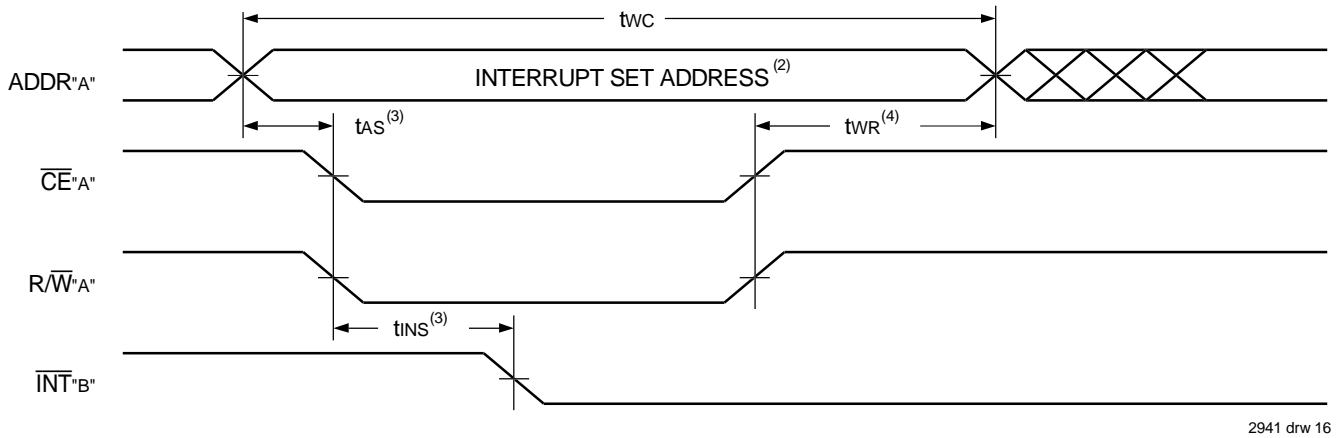 tWC
ADDR"A"
INTERRUPT SET ADDRESS(2)
tAS(3)
tWR(4)
CE"A"
R/W"A"
tINS(3)
INT"B"
2941 drw 16